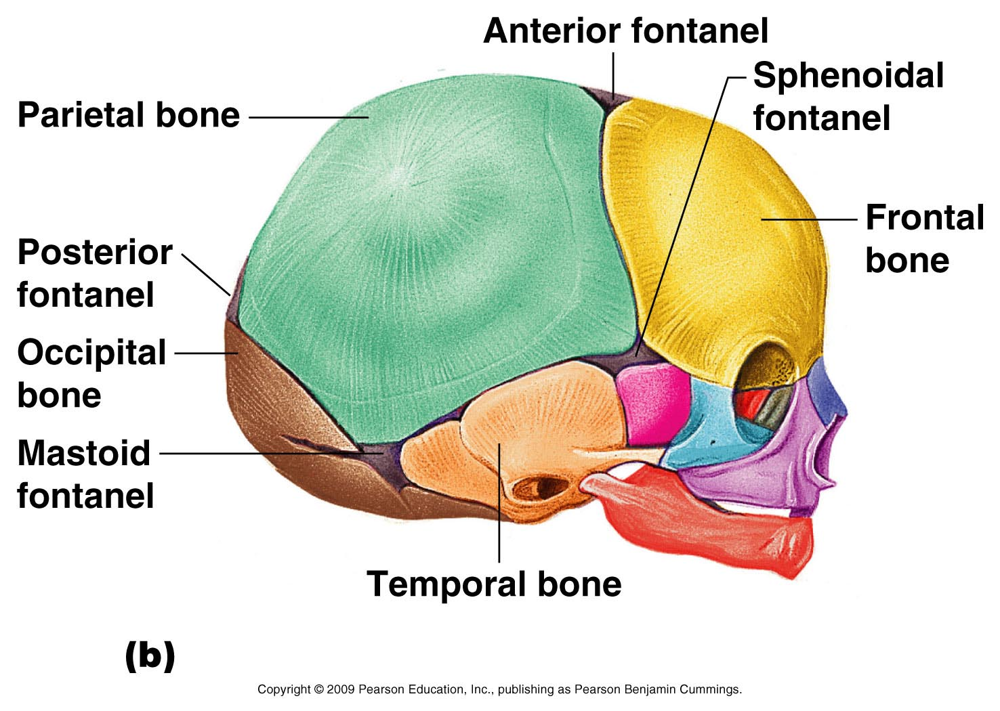 Anterior fontanel
Sphenoidal
fontanel
Parietal bone
Frontal
bone
Posterior
fontanel
Occipital
bone
Mastoid
fontanel
Temporal bone
(b)
Copyright © 2009 Pearson Education, Inc., publishing as Pearson Benjamin Cummings.